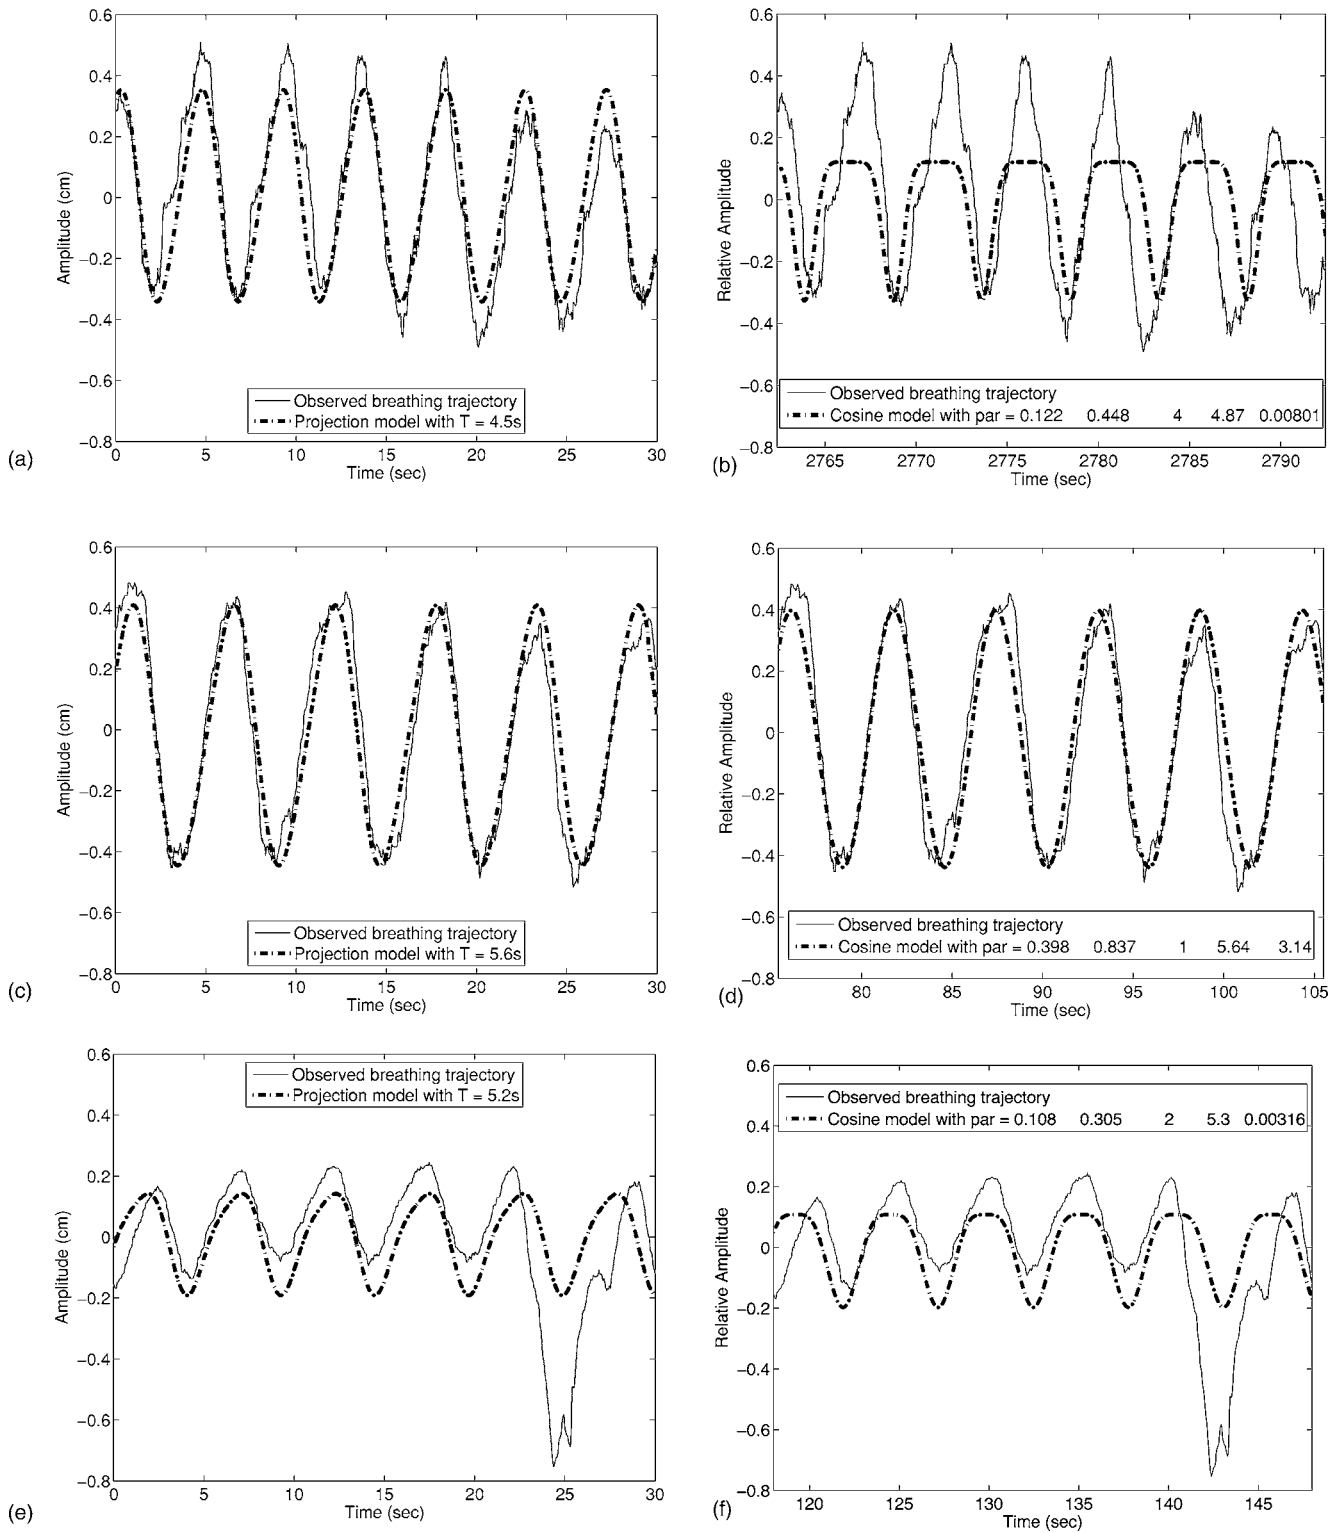 0.6
0.4
0.2
0
−0.2
−0.4
−0.6
−0.8
Amplitude (cm)
Observed breathing trajectory
Projection model with T = 4.5s
0 5 10 15 20 25 30
Time (sec)
(a)
0.6
0.4
0.2
0
−0.2
−0.4
−0.6
−0.8
Relative Amplitude
Observed breathing trajectory
Cosine model with par = 0.122 0.448 4 4.87 0.00801
2765 2770 2775 2780 2785 2790
Time (sec)
(b)
0.6
0.4
0.2
0
−0.2
−0.4
−0.6
−0.8
Amplitude (cm)
Observed breathing trajectory
Projection model with T = 5.6s
0 5 10 15 20 25 30
Time (sec)
(c)
0.6
0.4
0.2
0
−0.2
−0.4
−0.6
−0.8
Relative Amplitude
Observed breathing trajectory
Cosine model with par = 0.398 0.837 1 5.64 3.14
80 85 90 95 100 105
Time (sec)
(d)
0.6
0.4
0.2
0
−0.2
−0.4
−0.6
−0.8
Amplitude (cm)
Observed breathing trajectory
Projection model with T = 5.2s
0 5 10 15 20 25 30
Time (sec)
(e)
0.6
0.4
0.2
0
−0.2
−0.4
−0.6
−0.8
Relative Amplitude
Observed breathing trajectory
Cosine model with par = 0.108 0.305 2 5.3 0.00316
120 125 130 135 140 145
Time (sec)
(f)